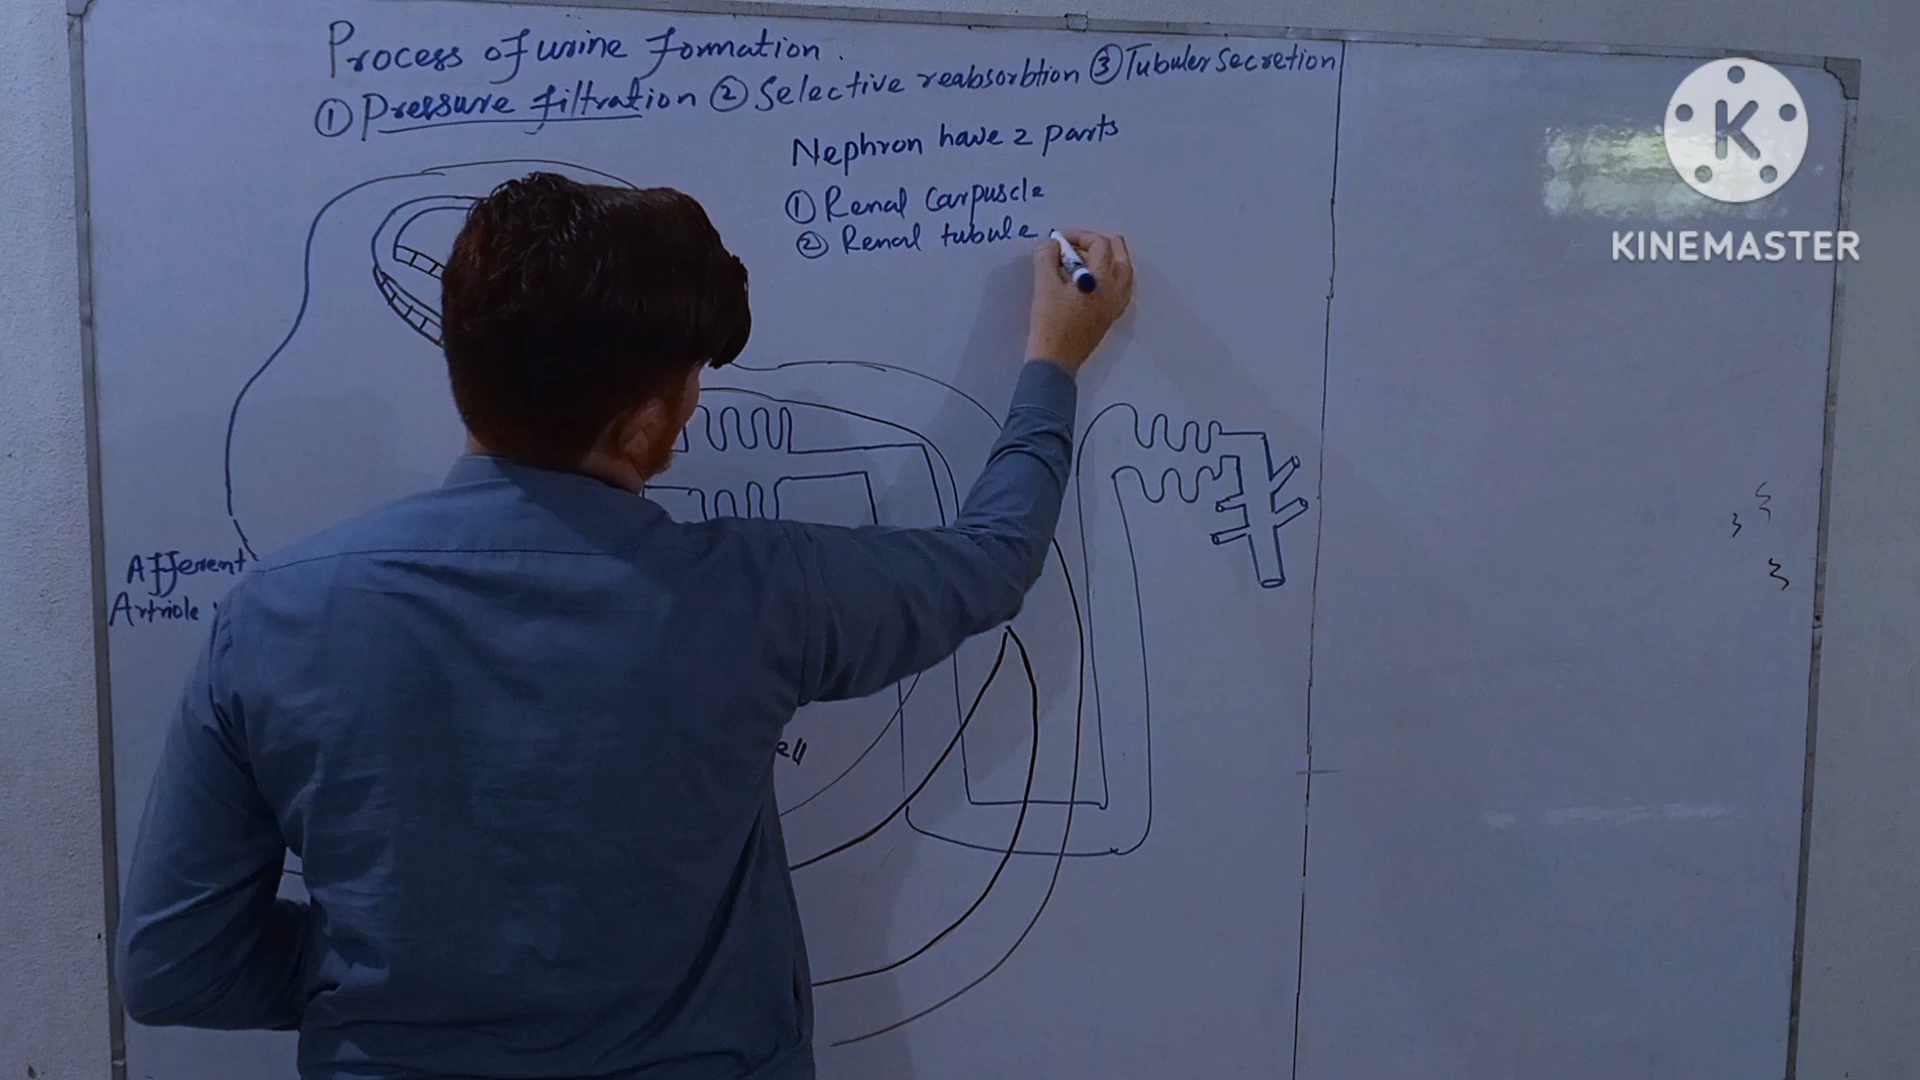 Process of urine formation.
① Pressure filtration ② Selective reabsorbtion ③ Tubuler secretion
Nephron have 2 parts
① Renal Carpuscle
② Renal tubule
Afferent
Artriole
ell
K
KINEMASTER